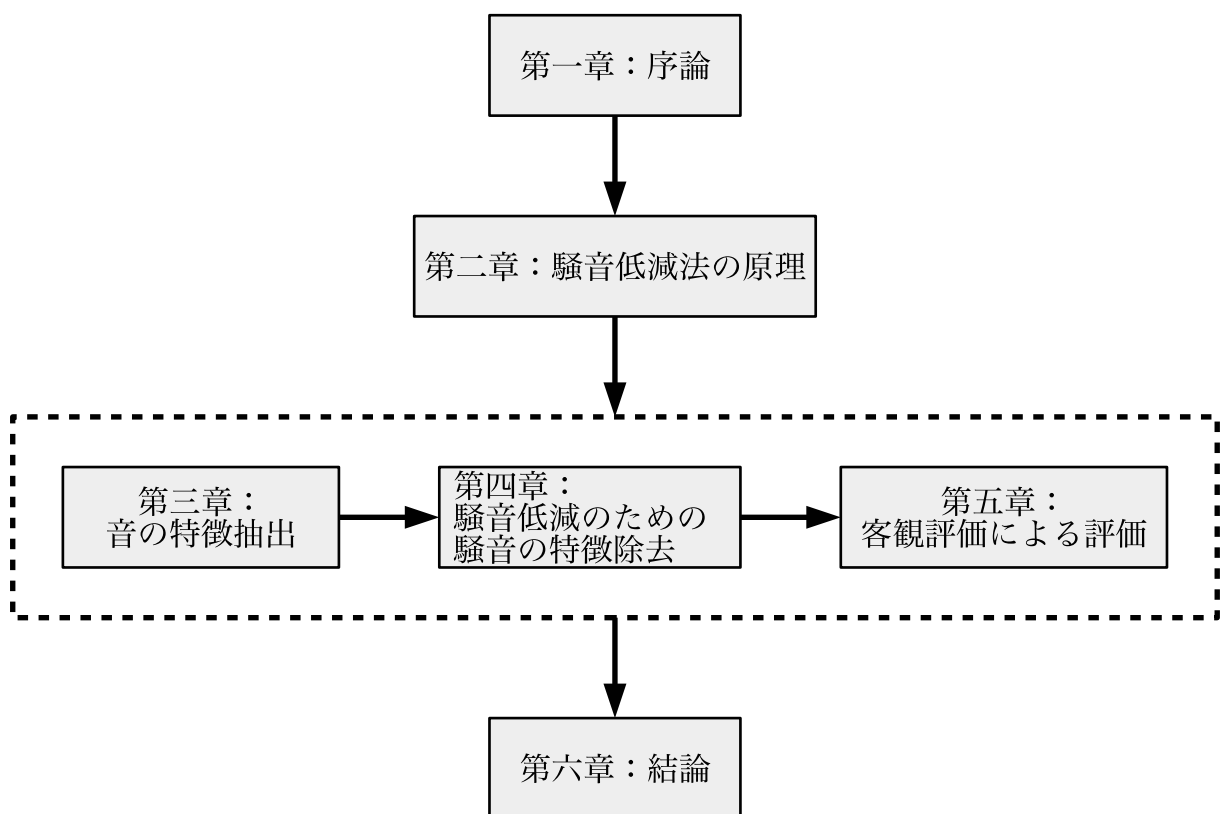 第一章：序論
第二章：騒音低減法の原理
第三章：
音の特徴抽出
第四章：
騒音低減のための
騒音の特徴除去
第五章：
客観評価による評価
第六章：結論